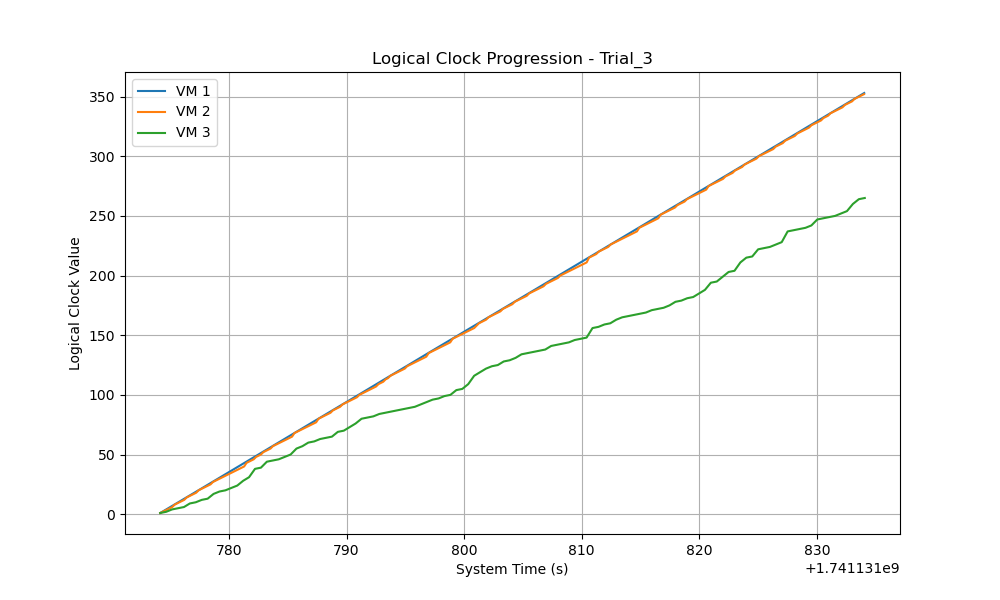 Logical Clock Progression - Trial_3
VM 1
VM 2
VM 3
Logical Clock Value
350
300
250
200
150
100
50
0
780
790
800
810
820
830
System Time (s)
+1.741131e9